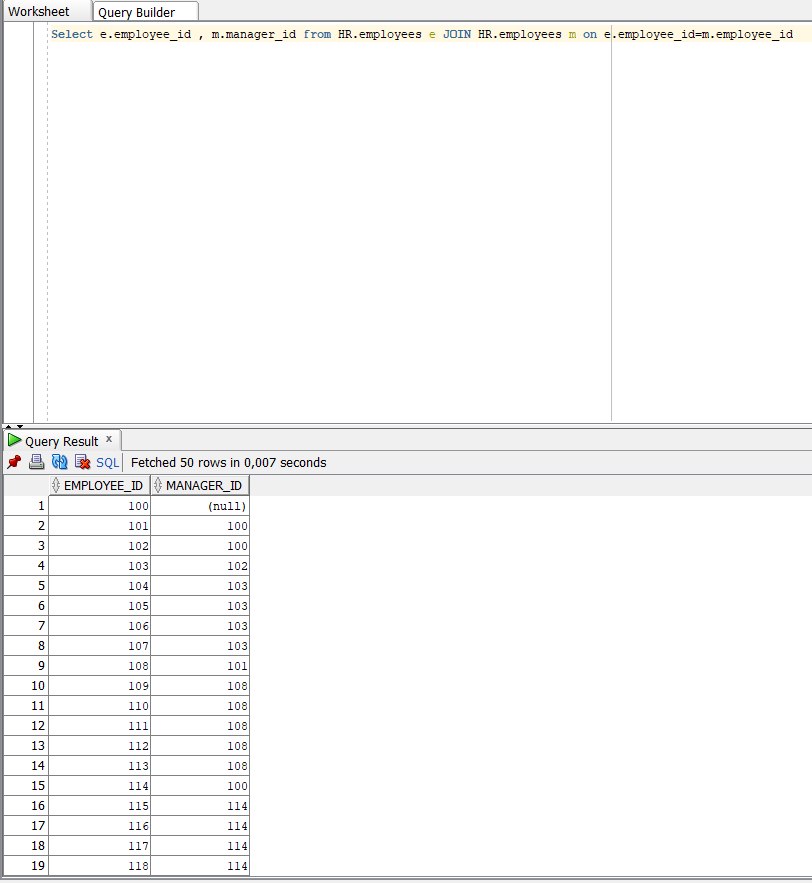 Worksheet Query Builder
Select e.employee_id , m.manager_id from HR.employees e JOIN HR.employees m on e.employee_id=m.employee_id
Query Result x
SQL Fetched 50 rows in 0,007 seconds
EMPLOYEE_ID MANAGER_ID
1 100 (null)
2 101 100
3 102 100
4 103 102
5 104 103
6 105 103
7 106 103
8 107 103
9 108 101
10 109 108
11 110 108
12 111 108
13 112 108
14 113 108
15 114 100
16 115 114
17 116 114
18 117 114
19 118 114